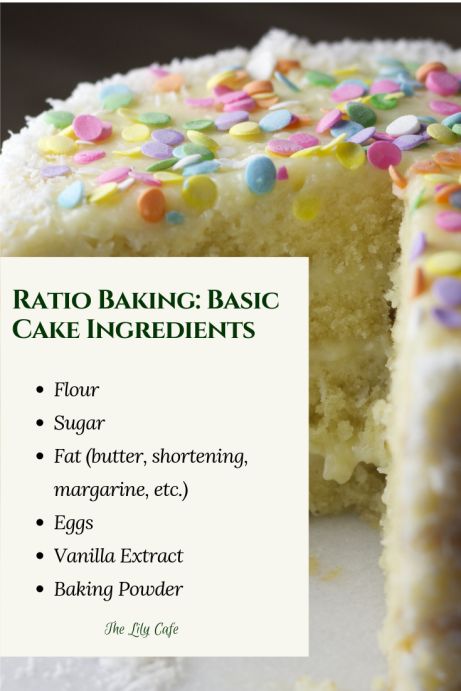 Ratio Baking: Basic
Cake Ingredients
• Flour
• Sugar
• Fat (butter, shortening,
margarine, etc.)
• Eggs
• Vanilla Extract
• Baking Powder
The Lily Cafe